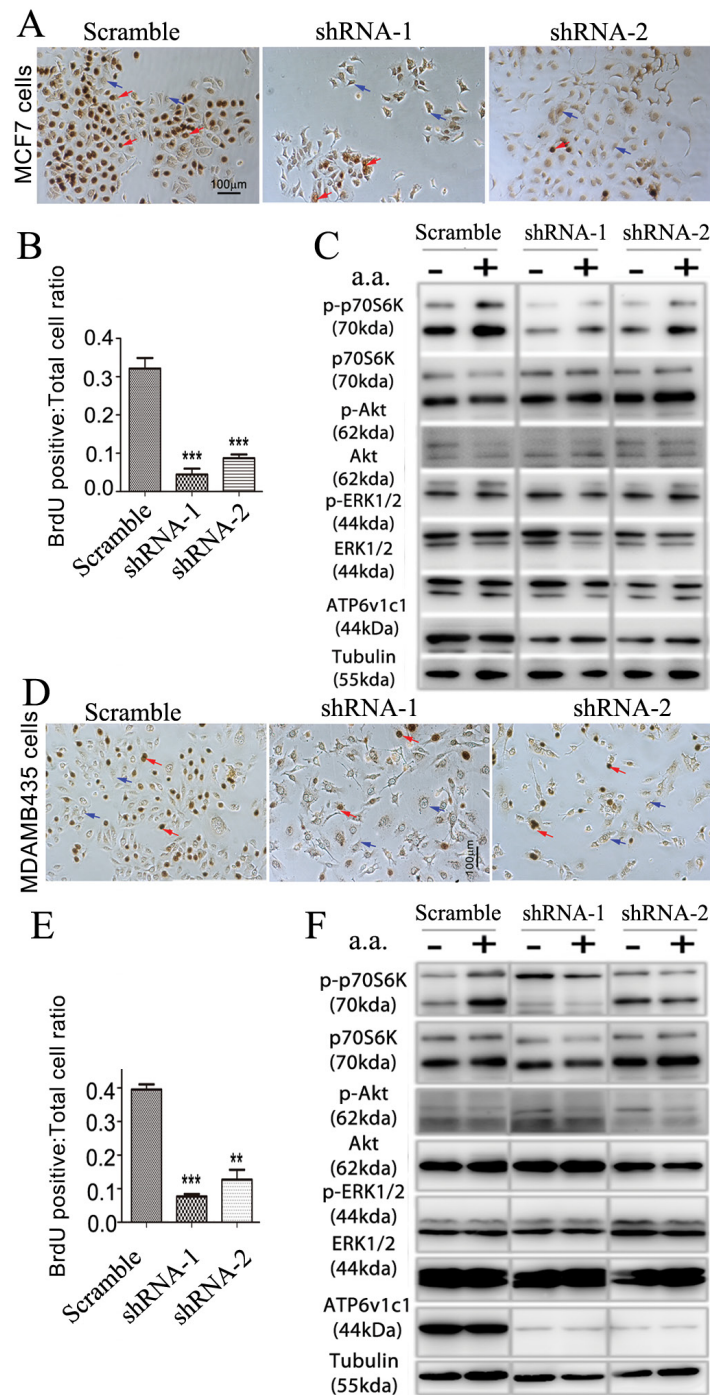 A
Scramble
shRNA-1
shRNA-2
MCF7 cells
100μm
B
BrdU positive:Total cell ratio
0.4
0.3
0.2
0.1
0.0
***
***
Scramble
shRNA-1
shRNA-2
C
Scramble
shRNA-1
shRNA-2
a.a.
- + - + - +
p-p70S6K
(70kda)
p70S6K
(70kda)
p-Akt
(62kda)
Akt
(62kda)
p-ERK1/2
(44kda)
ERK1/2
(44kda)
ATP6v1c1
(44kDa)
Tubulin
(55kda)
D
Scramble
shRNA-1
shRNA-2
MDAMB435 cells
100μm
E
BrdU positive:Total cell ratio
0.4
0.3
0.2
0.1
0.0
***
**
Scramble
shRNA-1
shRNA-2
F
Scramble
shRNA-1
shRNA-2
a.a.
- + - + - +
p-p70S6K
(70kda)
p70S6K
(70kda)
p-Akt
(62kda)
Akt
(62kda)
p-ERK1/2
(44kda)
ERK1/2
(44kda)
ATP6v1c1
(44kDa)
Tubulin
(55kda)